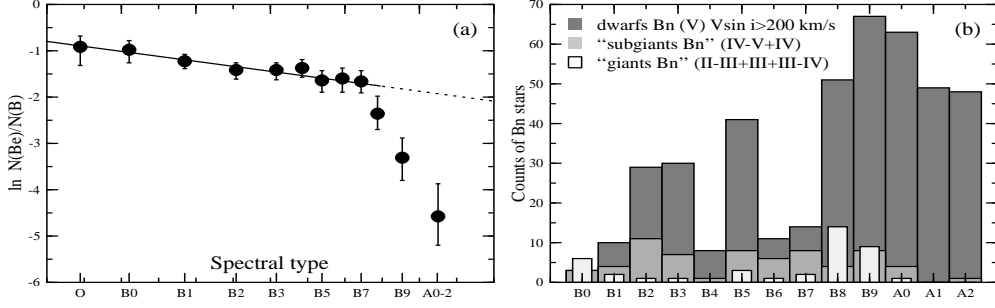 (a)
ln N(Be)/N(B)
0
-1
-2
-3
-4
-5
-6
Spectral type
O B0 B1 B2 B3 B5 B7 B9 A0-2
(b)
Counts of Bn stars
70
60
50
40
30
20
10
0
dwarfs Bn (V) Vsin i>200 km/s
“subgiants Bn” (IV-V+IV)
“giants Bn” (II-III+III+III-IV)
B0 B1 B2 B3 B4 B5 B6 B7 B8 B9 A0 A1 A2